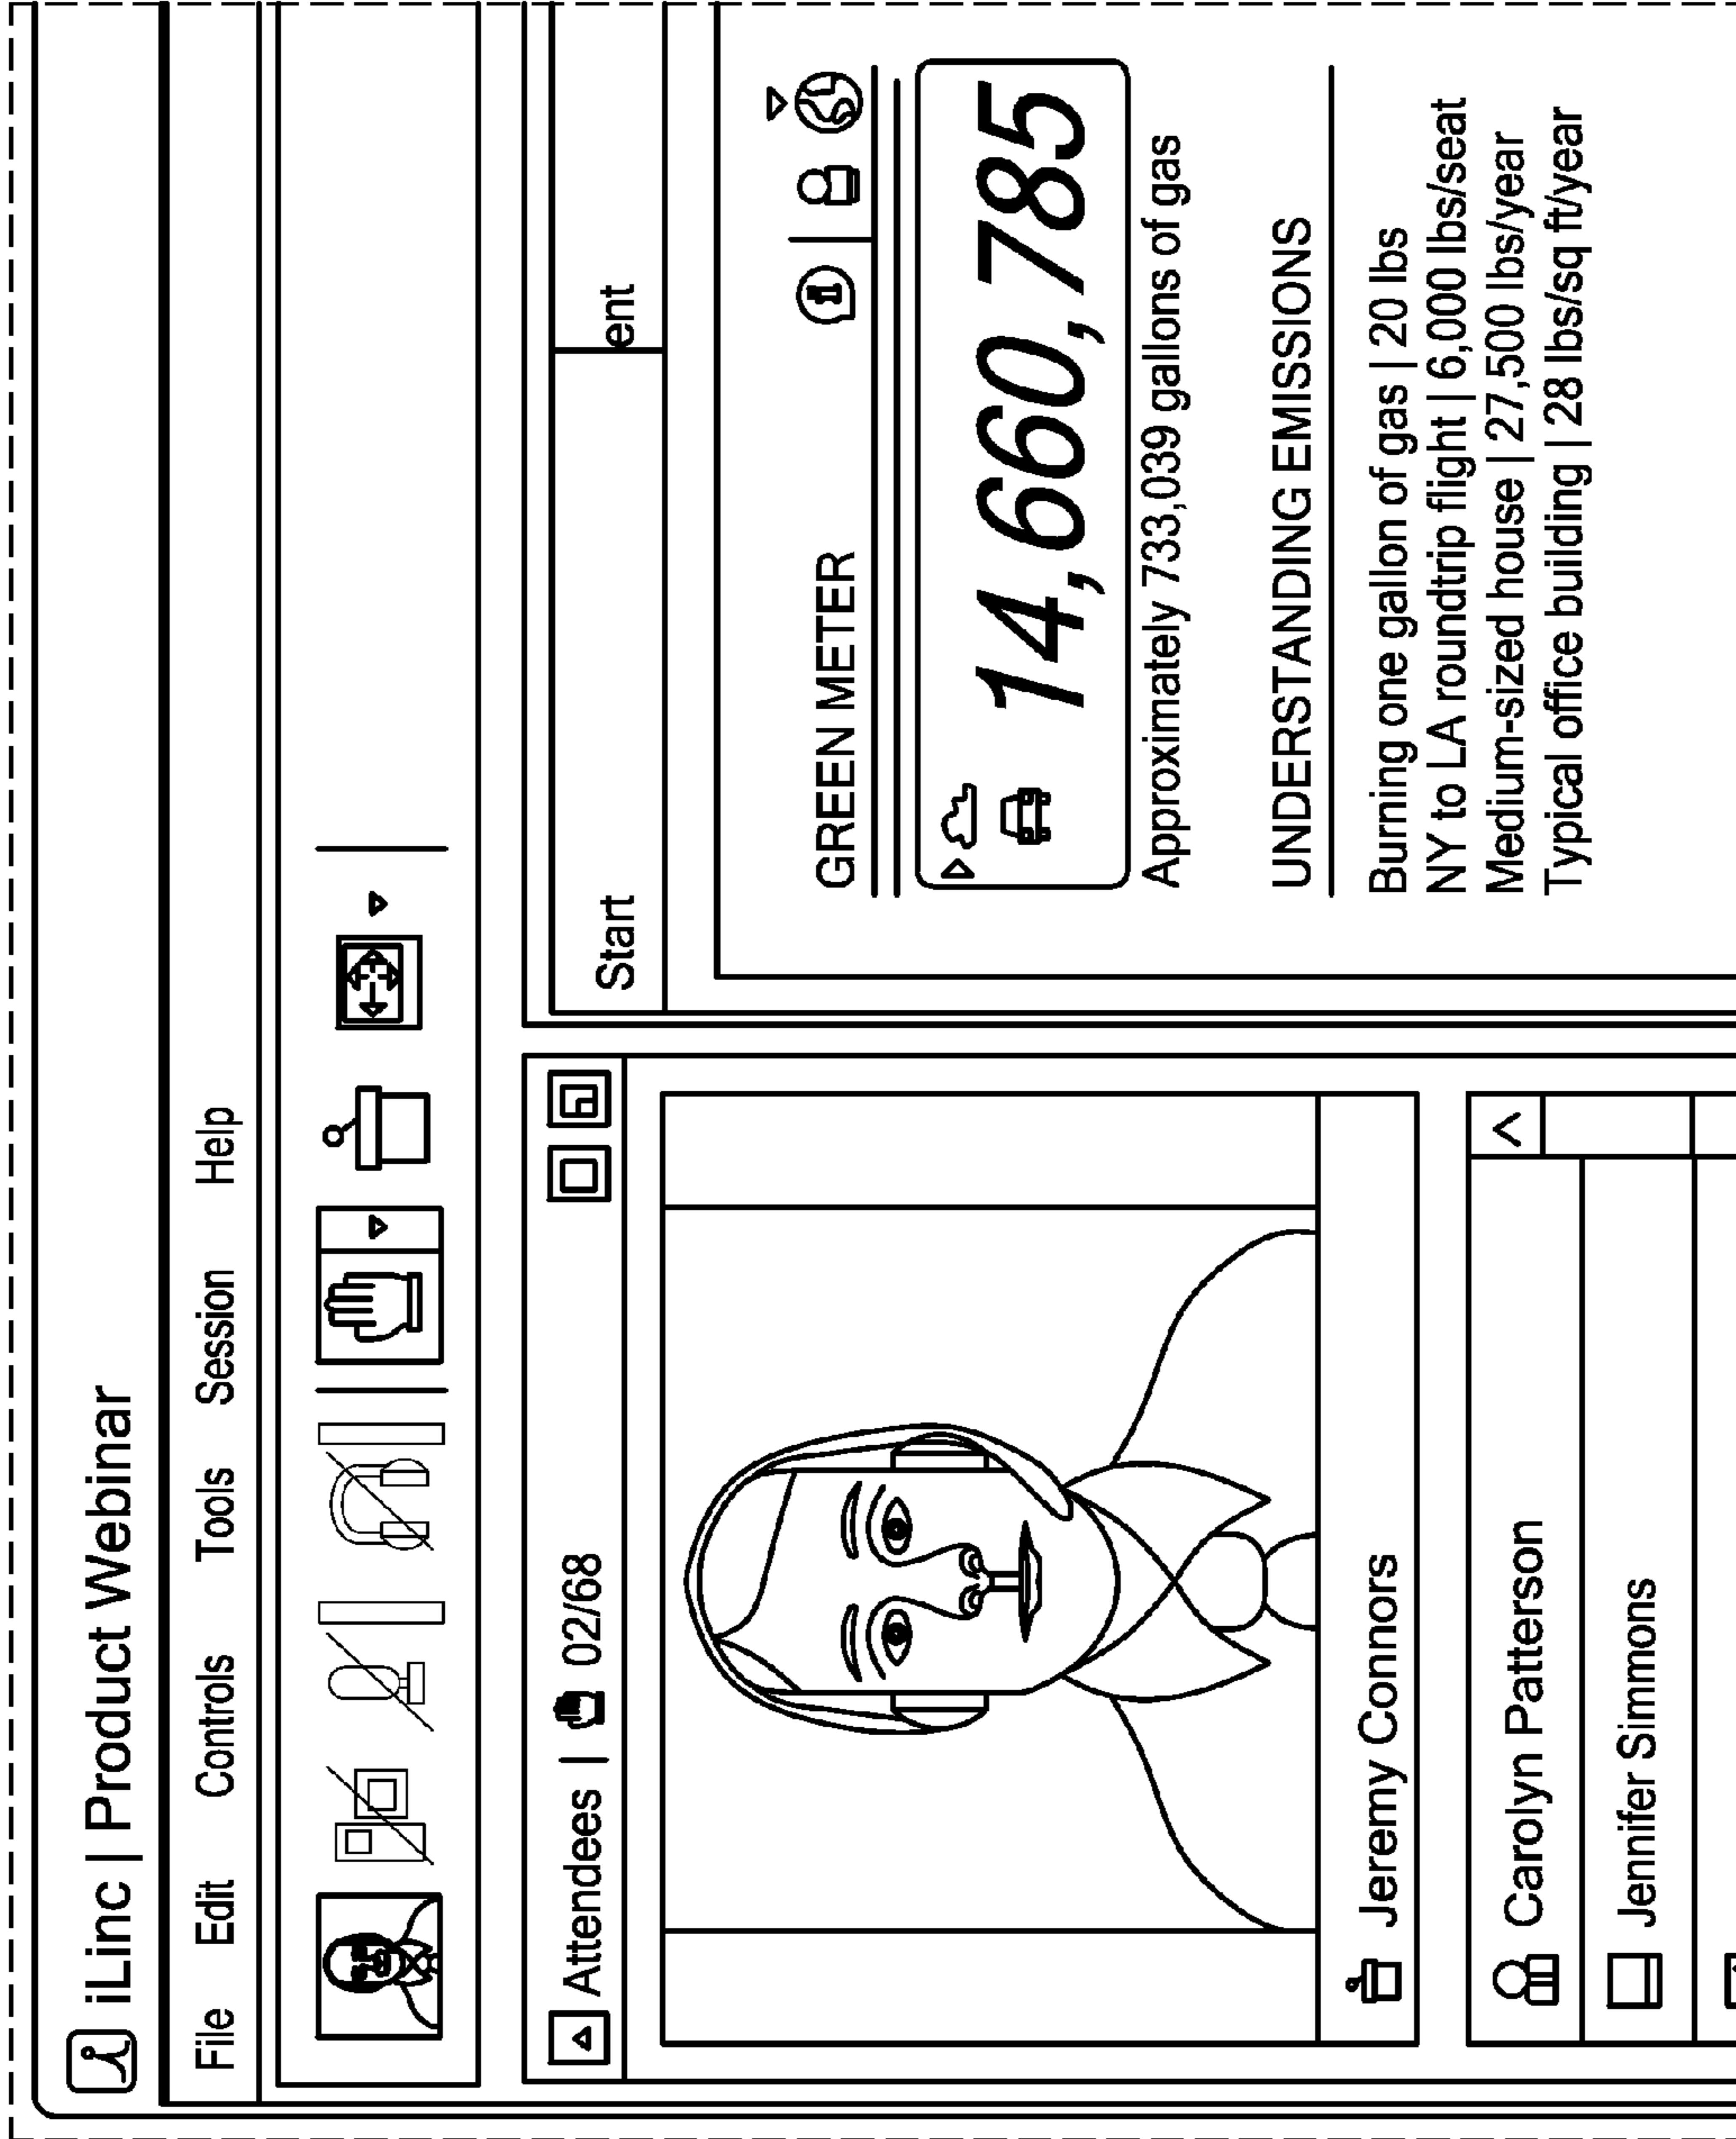 iLinc | Product Webinar
File Edit Controls Tools Session Help
Attendees | 02/68
Jeremy Connors
Carolyn Patterson
Jennifer Simmons
Start
ent
GREEN METER
14,660,785
Approximately 733,039 gallons of gas
UNDERSTANDING EMISSIONS
Burning one gallon of gas | 20 lbs
NY to LA roundtrip flight | 6,000 lbs/seat
Medium-sized house | 27,500 lbs/year
Typical office building | 28 lbs/sq ft/year